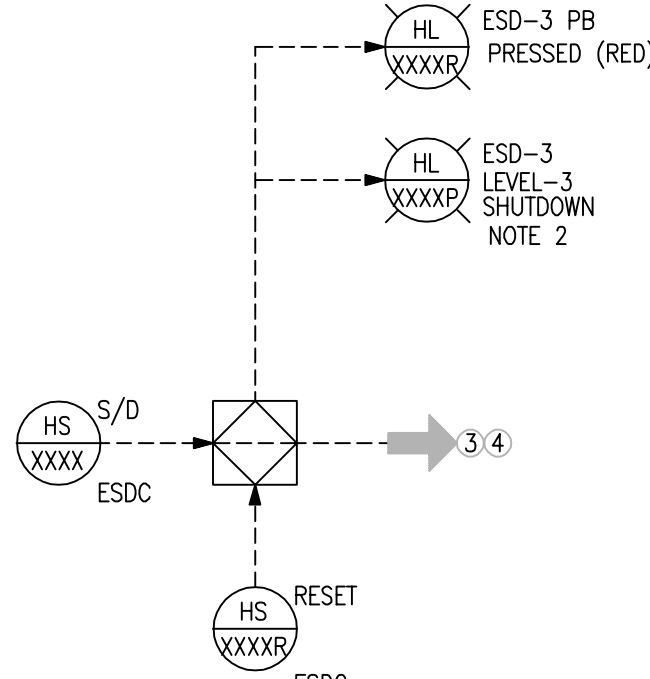 HL
XXXXR
ESD-3 PB
PRESSED (RED)
HL
XXXXP
ESD-3
LEVEL-3
SHUTDOWN
NOTE 2
HS
XXXX
S/D
ESDC
3 4
HS
XXXXR
RESET